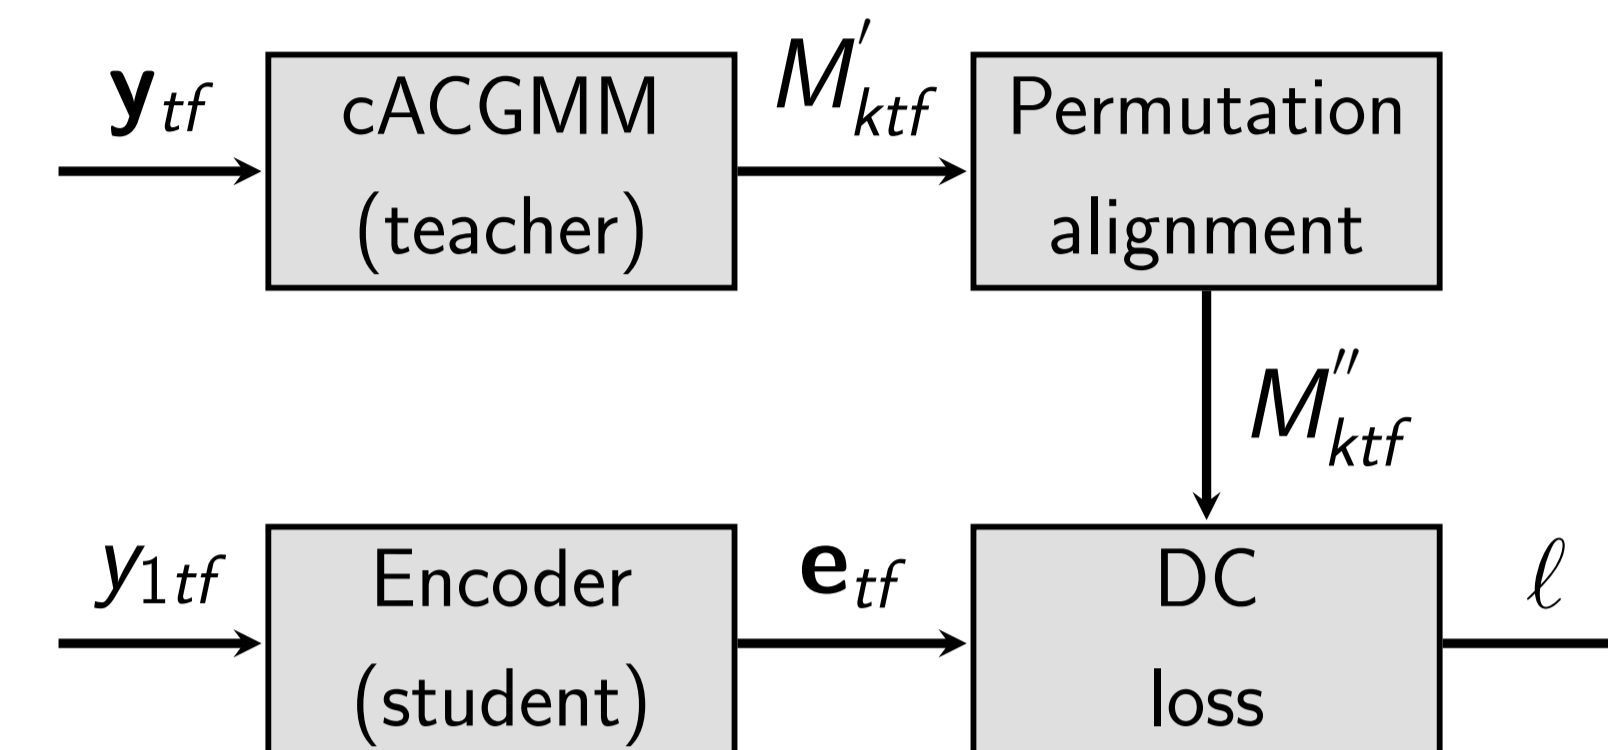 y_tf
cACGMM
(teacher)
M'_ktf
Permutation
alignment
M''_ktf
y_1tf
Encoder
(student)
e_tf
DC
loss
ℓ